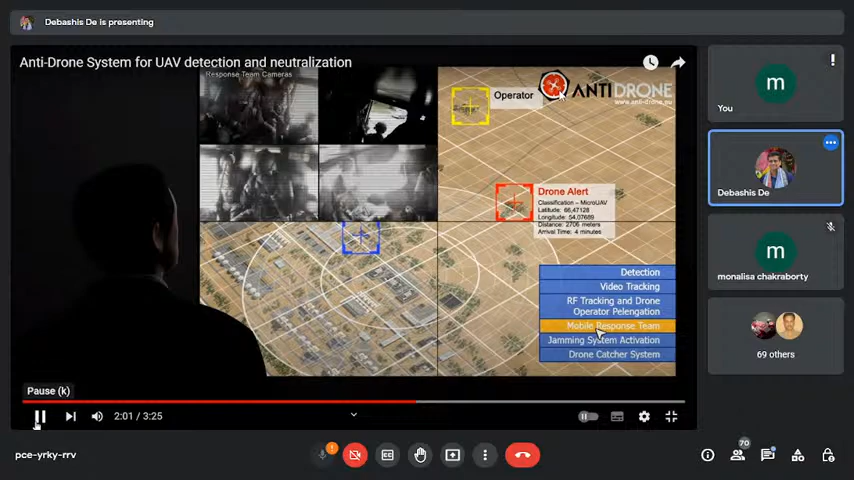 Debashis De is presenting
Anti-Drone System for UAV detection and neutralization
Response Team Cameras
Operator
ANTIDRONE
www.anti-drone.eu
Drone Alert
Classification – MicroUAV
Latitude: 66,47128
Longitude: 54,07689
Distance: 2705 meters
Arrival Time: 4 minutes
Detection
Video Tracking
RF Tracking and Drone
Operator Pelengation
Mobile Response Team
Jamming System Activation
Drone Catcher System
Pause (k)
2:01 / 3:25
m
You
Debashis De
m
monalisa chakraborty
69 others
pce-yrky-rrv
70